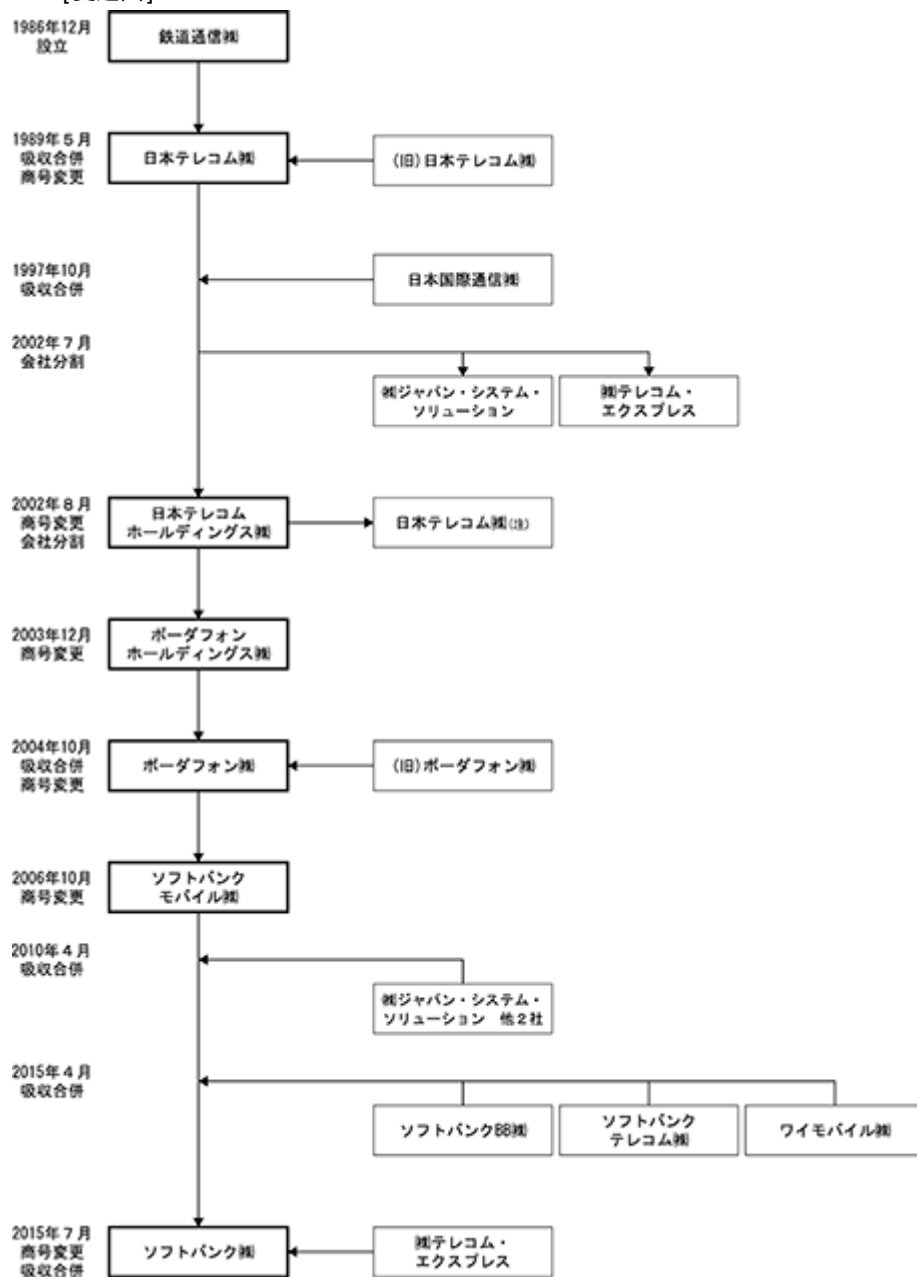 1986年12月
設立
鉄道通信㈱
1989年5月
吸収合併
商号変更
日本テレコム㈱
(旧)日本テレコム㈱
1997年10月
吸収合併
日本国際通信㈱
2002年7月
会社分割
㈱ジャパン・システム・
ソリューション
㈱テレコム・
エクスプレス
2002年8月
商号変更
会社分割
日本テレコム
ホールディングス㈱
日本テレコム㈱(注)
2003年12月
商号変更
ボーダフォン
ホールディングス㈱
2004年10月
吸収合併
商号変更
ボーダフォン㈱
(旧)ボーダフォン㈱
2006年10月
商号変更
ソフトバンク
モバイル㈱
2010年4月
吸収合併
㈱ジャパン・システム・
ソリューション 他2社
2015年4月
吸収合併
ソフトバンクBB㈱
ソフトバンク
テレコム㈱
ワイモバイル㈱
2015年7月
商号変更
吸収合併
ソフトバンク㈱
㈱テレコム・
エクスプレス